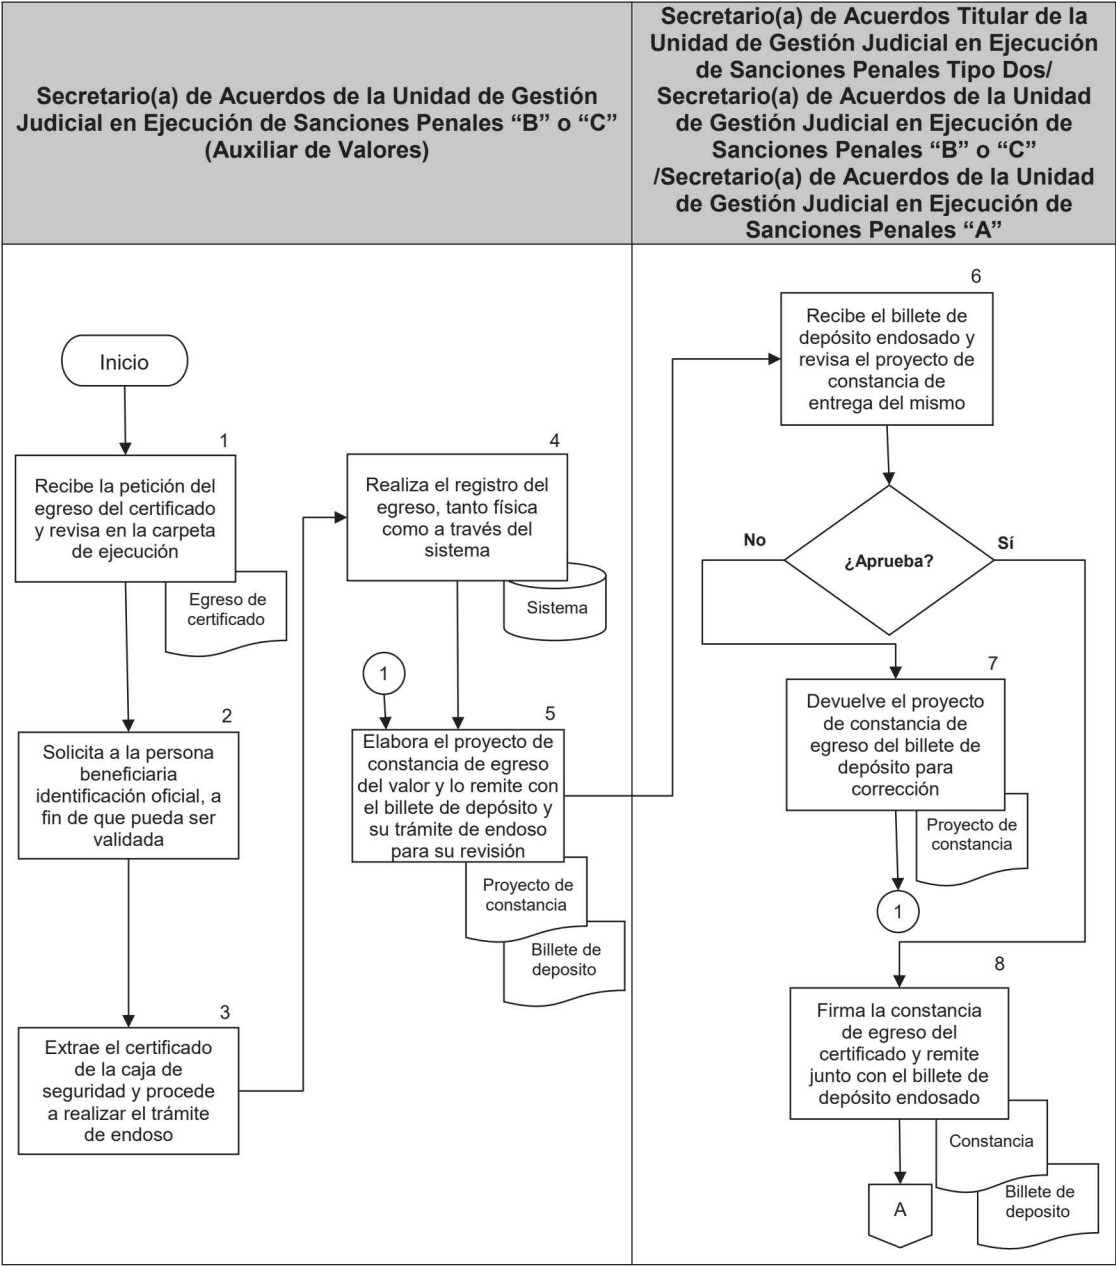 Secretario(a) de Acuerdos de la Unidad de Gestión
Judicial en Ejecución de Sanciones Penales “B” o “C”
(Auxiliar de Valores)
Secretario(a) de Acuerdos Titular de la
Unidad de Gestión Judicial en Ejecución
de Sanciones Penales Tipo Dos/
Secretario(a) de Acuerdos de la Unidad
de Gestión Judicial en Ejecución de
Sanciones Penales “B” o “C”
/Secretario(a) de Acuerdos de la Unidad
de Gestión Judicial en Ejecución de
Sanciones Penales “A”
Inicio
1
Recibe la petición del
egreso del certificado
y revisa en la carpeta
de ejecución
Egreso de
certificado
2
Solicita a la persona
beneficiaria
identificación oficial, a
fin de que pueda ser
validada
3
Extrae el certificado
de la caja de
seguridad y procede
a realizar el trámite
de endoso
4
Realiza el registro del
egreso, tanto física
como a través del
sistema
Sistema
1
5
Elabora el proyecto de
constancia de egreso
del valor y lo remite con
el billete de depósito y
su trámite de endoso
para su revisión
Proyecto de
constancia
Billete de
deposito
6
Recibe el billete de
depósito endosado y
revisa el proyecto de
constancia de
entrega del mismo
No
¿Aprueba?
Sí
7
Devuelve el proyecto
de constancia de
egreso del billete de
depósito para
corrección
Proyecto de
constancia
1
8
Firma la constancia
de egreso del
certificado y remite
junto con el billete de
depósito endosado
Constancia
Billete de
deposito
A